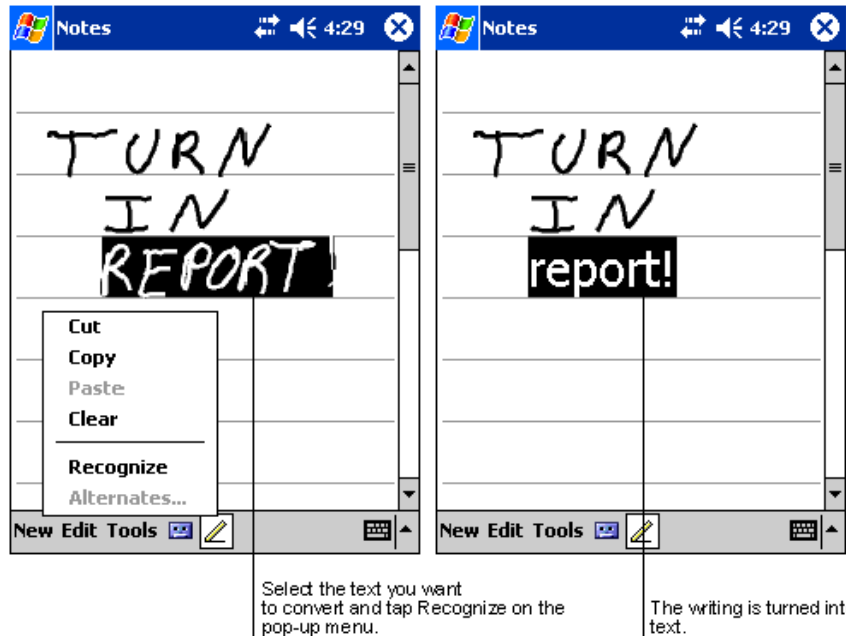 Notes 4:29
TURN
IN
REPORT!
Cut
Copy
Paste
Clear
Recognize
Alternates...
New Edit Tools
Select the text you want
to convert and tap Recognize on the
pop-up menu.
Notes 4:29
TURN
IN
report!
New Edit Tools
The writing is turned int
text.